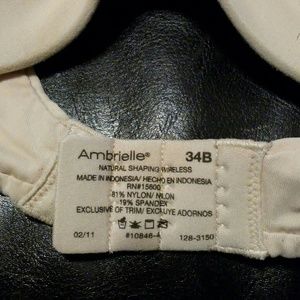 Ambrielle® 34B
NATURAL SHAPING WIRELESS
MADE IN INDONESIA/ HECHO EN INDONESIA
RN#15600
81% NYLON/ NILON
19% SPANDEX
EXCLUSIVE OF TRIM/ EXCLUYE ADORNOS
02/11 #10846-A 128-3150